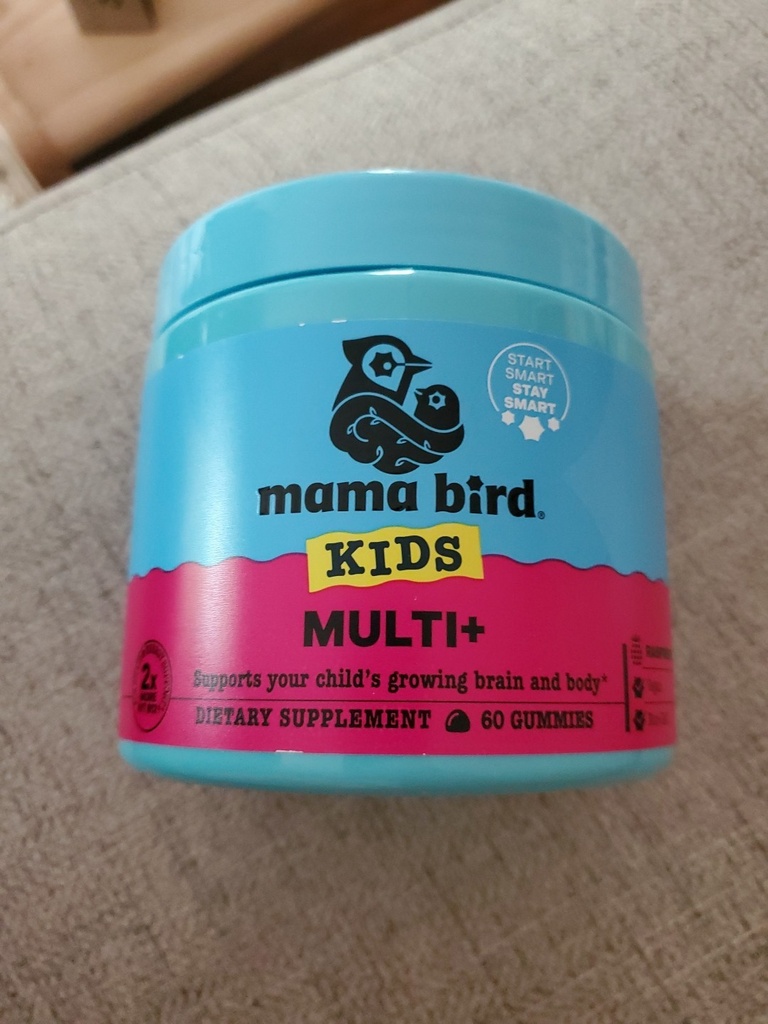 START
SMART
STAY
SMART
mama bird®
KIDS
MULTI+
Supports your child's growing brain and body*
2x
DIETARY SUPPLEMENT 60 GUMMIES